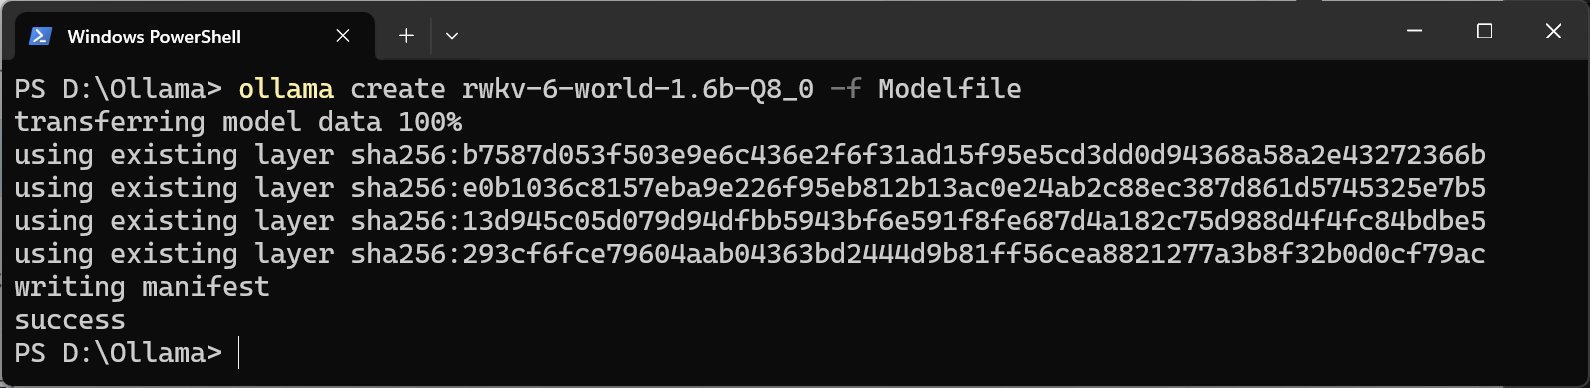 Windows PowerShell
PS D:\Ollama> ollama create rwkv-6-world-1.6b-Q8_0 -f Modelfile
transferring model data 100%
using existing layer sha256:b7587d053f503e9e6c436e2f6f31ad15f95e5cd3dd0d94368a58a2e43272366b
using existing layer sha256:e0b1036c8157eba9e226f95eb812b13ac0e24ab2c88ec387d861d5745325e7b5
using existing layer sha256:13d945c05d079d94dfbb5943bf6e591f8fe687d4a182c75d988d4f4fc84bdbe5
using existing layer sha256:293cf6fce79604aab04363bd2444d9b81ff56cea8821277a3b8f32b0d0cf79ac
writing manifest
success
PS D:\Ollama>